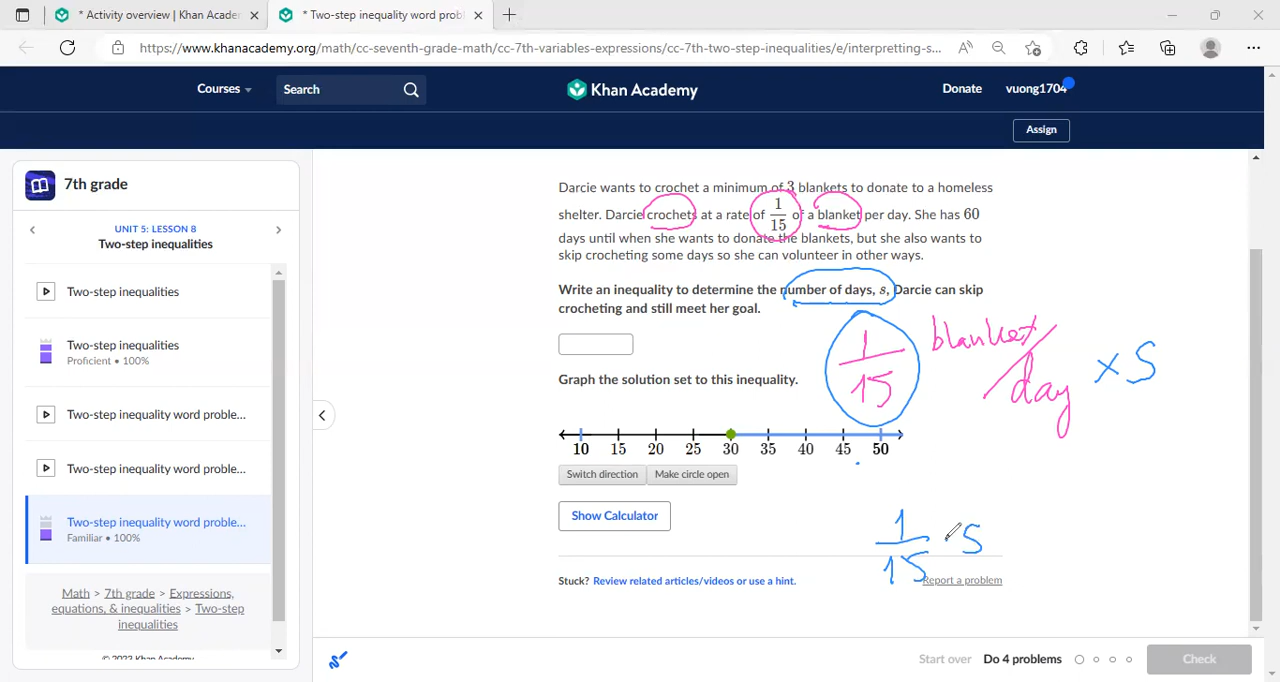 * Activity overview | Khan Academ
* Two-step inequality word probl
https://www.khanacademy.org/math/cc-seventh-grade-math/cc-7th-variables-expressions/cc-7th-two-step-inequalities/e/interpreting-s...
Courses
Search
Khan Academy
Donate
vuong1704
Assign
7th grade
UNIT 5: LESSON 8
Two-step inequalities
Two-step inequalities
Two-step inequalities
Proficient • 100%
Two-step inequality word proble...
Two-step inequality word proble...
Two-step inequality word proble...
Familiar • 100%
Math > 7th grade > Expressions,
equations, & inequalities > Two-step
inequalities
© 2023 Khan Academy
Darcie wants to crochet a minimum of 3 blankets to donate to a homeless
shelter. Darcie crochets at a rate of 1/15 of a blanket per day. She has 60
days until when she wants to donate the blankets, but she also wants to
skip crocheting some days so she can volunteer in other ways.
Write an inequality to determine the number of days, s, Darcie can skip
crocheting and still meet her goal.
1/15 blanket/day × S
Graph the solution set to this inequality.
10 15 20 25 30 35 40 45 50
Switch direction
Make circle open
Show Calculator
1/15 · S
Stuck? Review related articles/videos or use a hint.
Report a problem
Start over
Do 4 problems
Check